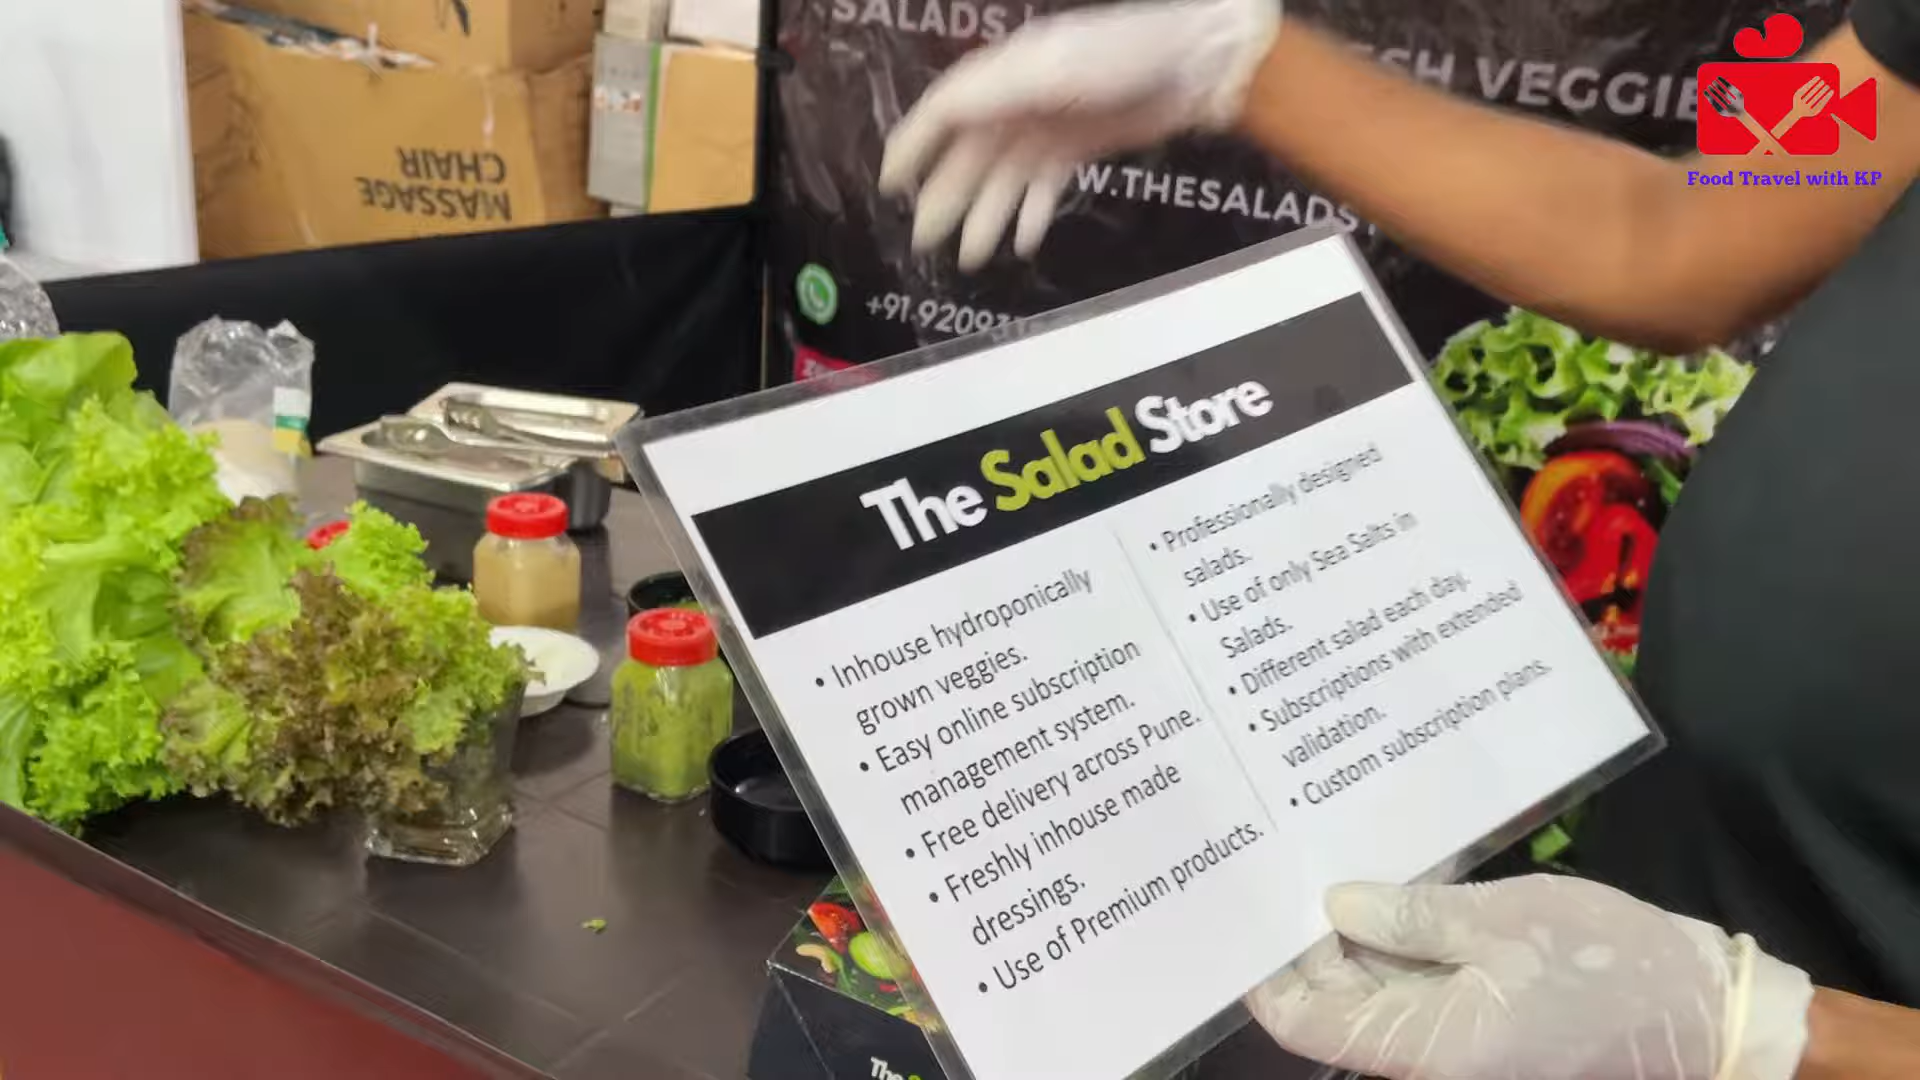 SALADS
SH VEGGIE
W.THESALADS
+91-92093
MASSAGE
CHAIR
Food Travel with KP
The Salad Store
• Inhouse hydroponically
grown veggies.
• Easy online subscription
management system.
• Free delivery across Pune.
• Freshly inhouse made
dressings.
• Use of Premium products.
• Professionally designed
salads.
• Use of only Sea Salts in
Salads.
• Different salad each day.
• Subscriptions with extended
validation.
• Custom subscription plans.
The